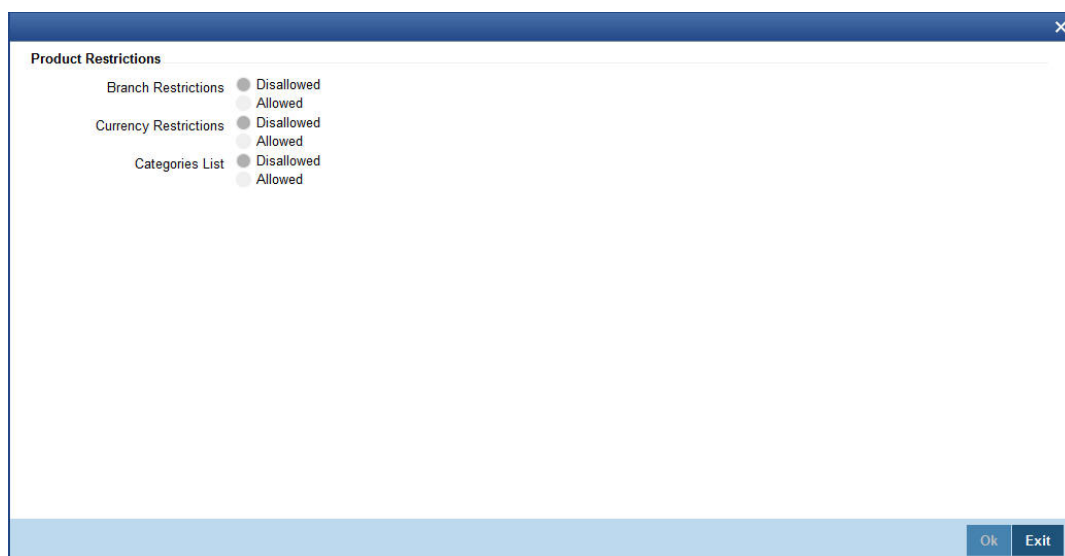 Product Restrictions
Branch Restrictions Disallowed
Allowed
Currency Restrictions Disallowed
Allowed
Categories List Disallowed
Allowed
Ok Exit